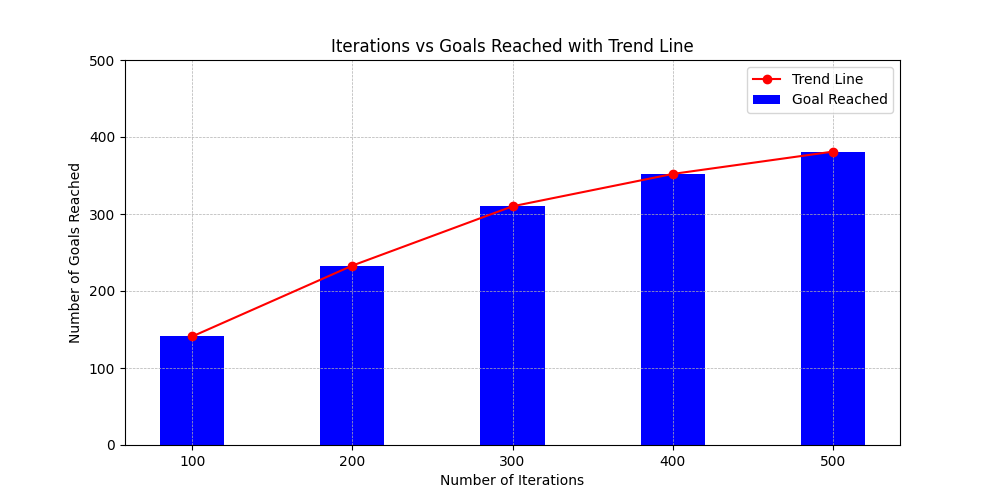 Iterations vs Goals Reached with Trend Line
500
400
300
200
100
0
Number of Goals Reached
Trend Line
Goal Reached
100 200 300 400 500
Number of Iterations